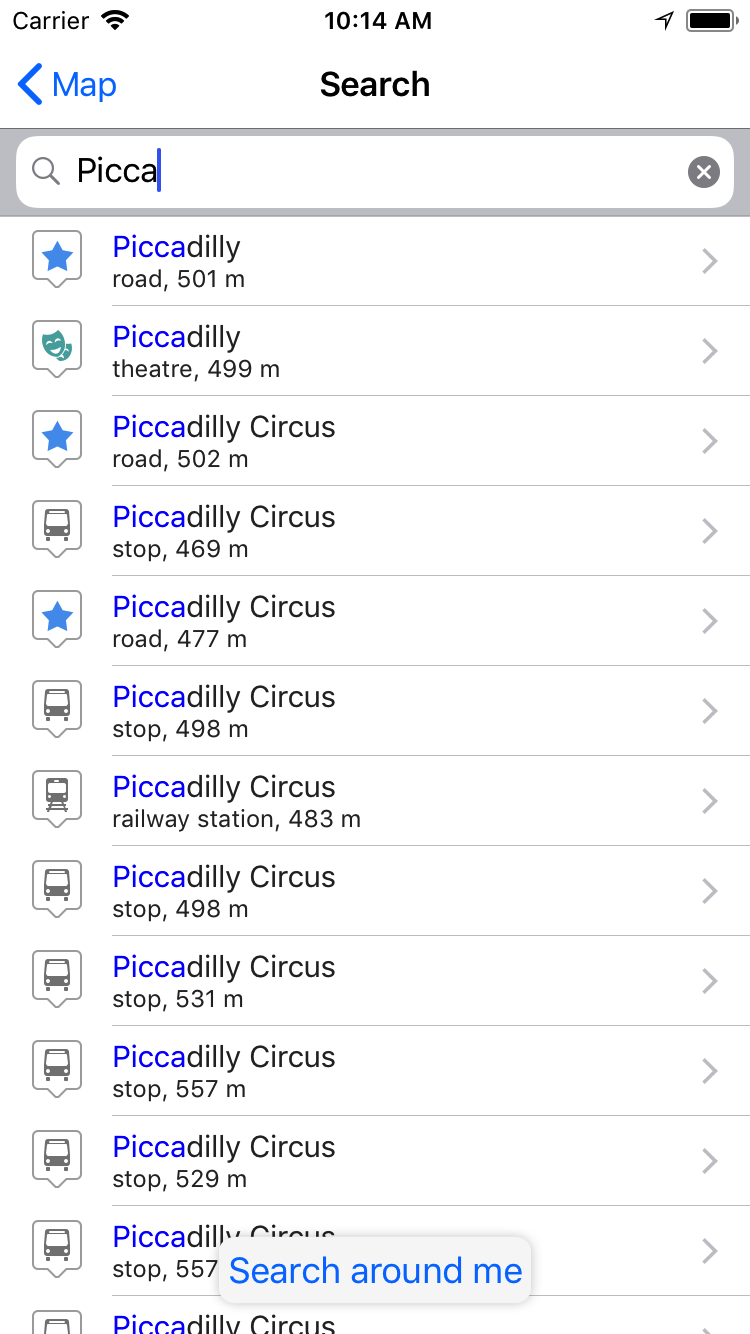 Carrier 10:14 AM
Map Search
Picca
Piccadilly
road, 501 m
Piccadilly
theatre, 499 m
Piccadilly Circus
road, 502 m
Piccadilly Circus
stop, 469 m
Piccadilly Circus
road, 477 m
Piccadilly Circus
stop, 498 m
Piccadilly Circus
railway station, 483 m
Piccadilly Circus
stop, 498 m
Piccadilly Circus
stop, 531 m
Piccadilly Circus
stop, 557 m
Piccadilly Circus
stop, 529 m
Piccadilly Circus
stop, 557
Search around me
Piccadilly Circus